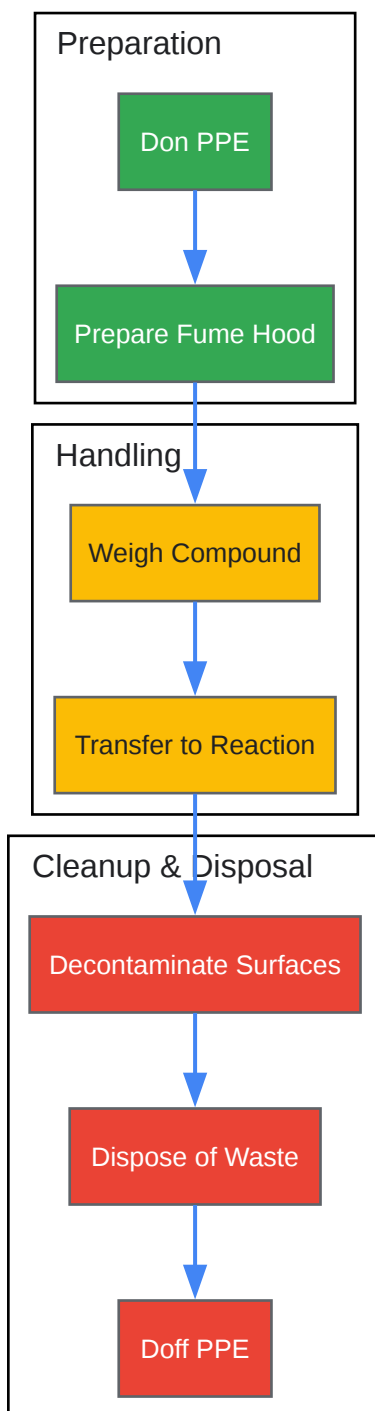 Preparation
Don PPE
Prepare Fume Hood
Handling
Weigh Compound
Transfer to Reaction
Cleanup & Disposal
Decontaminate Surfaces
Dispose of Waste
Doff PPE